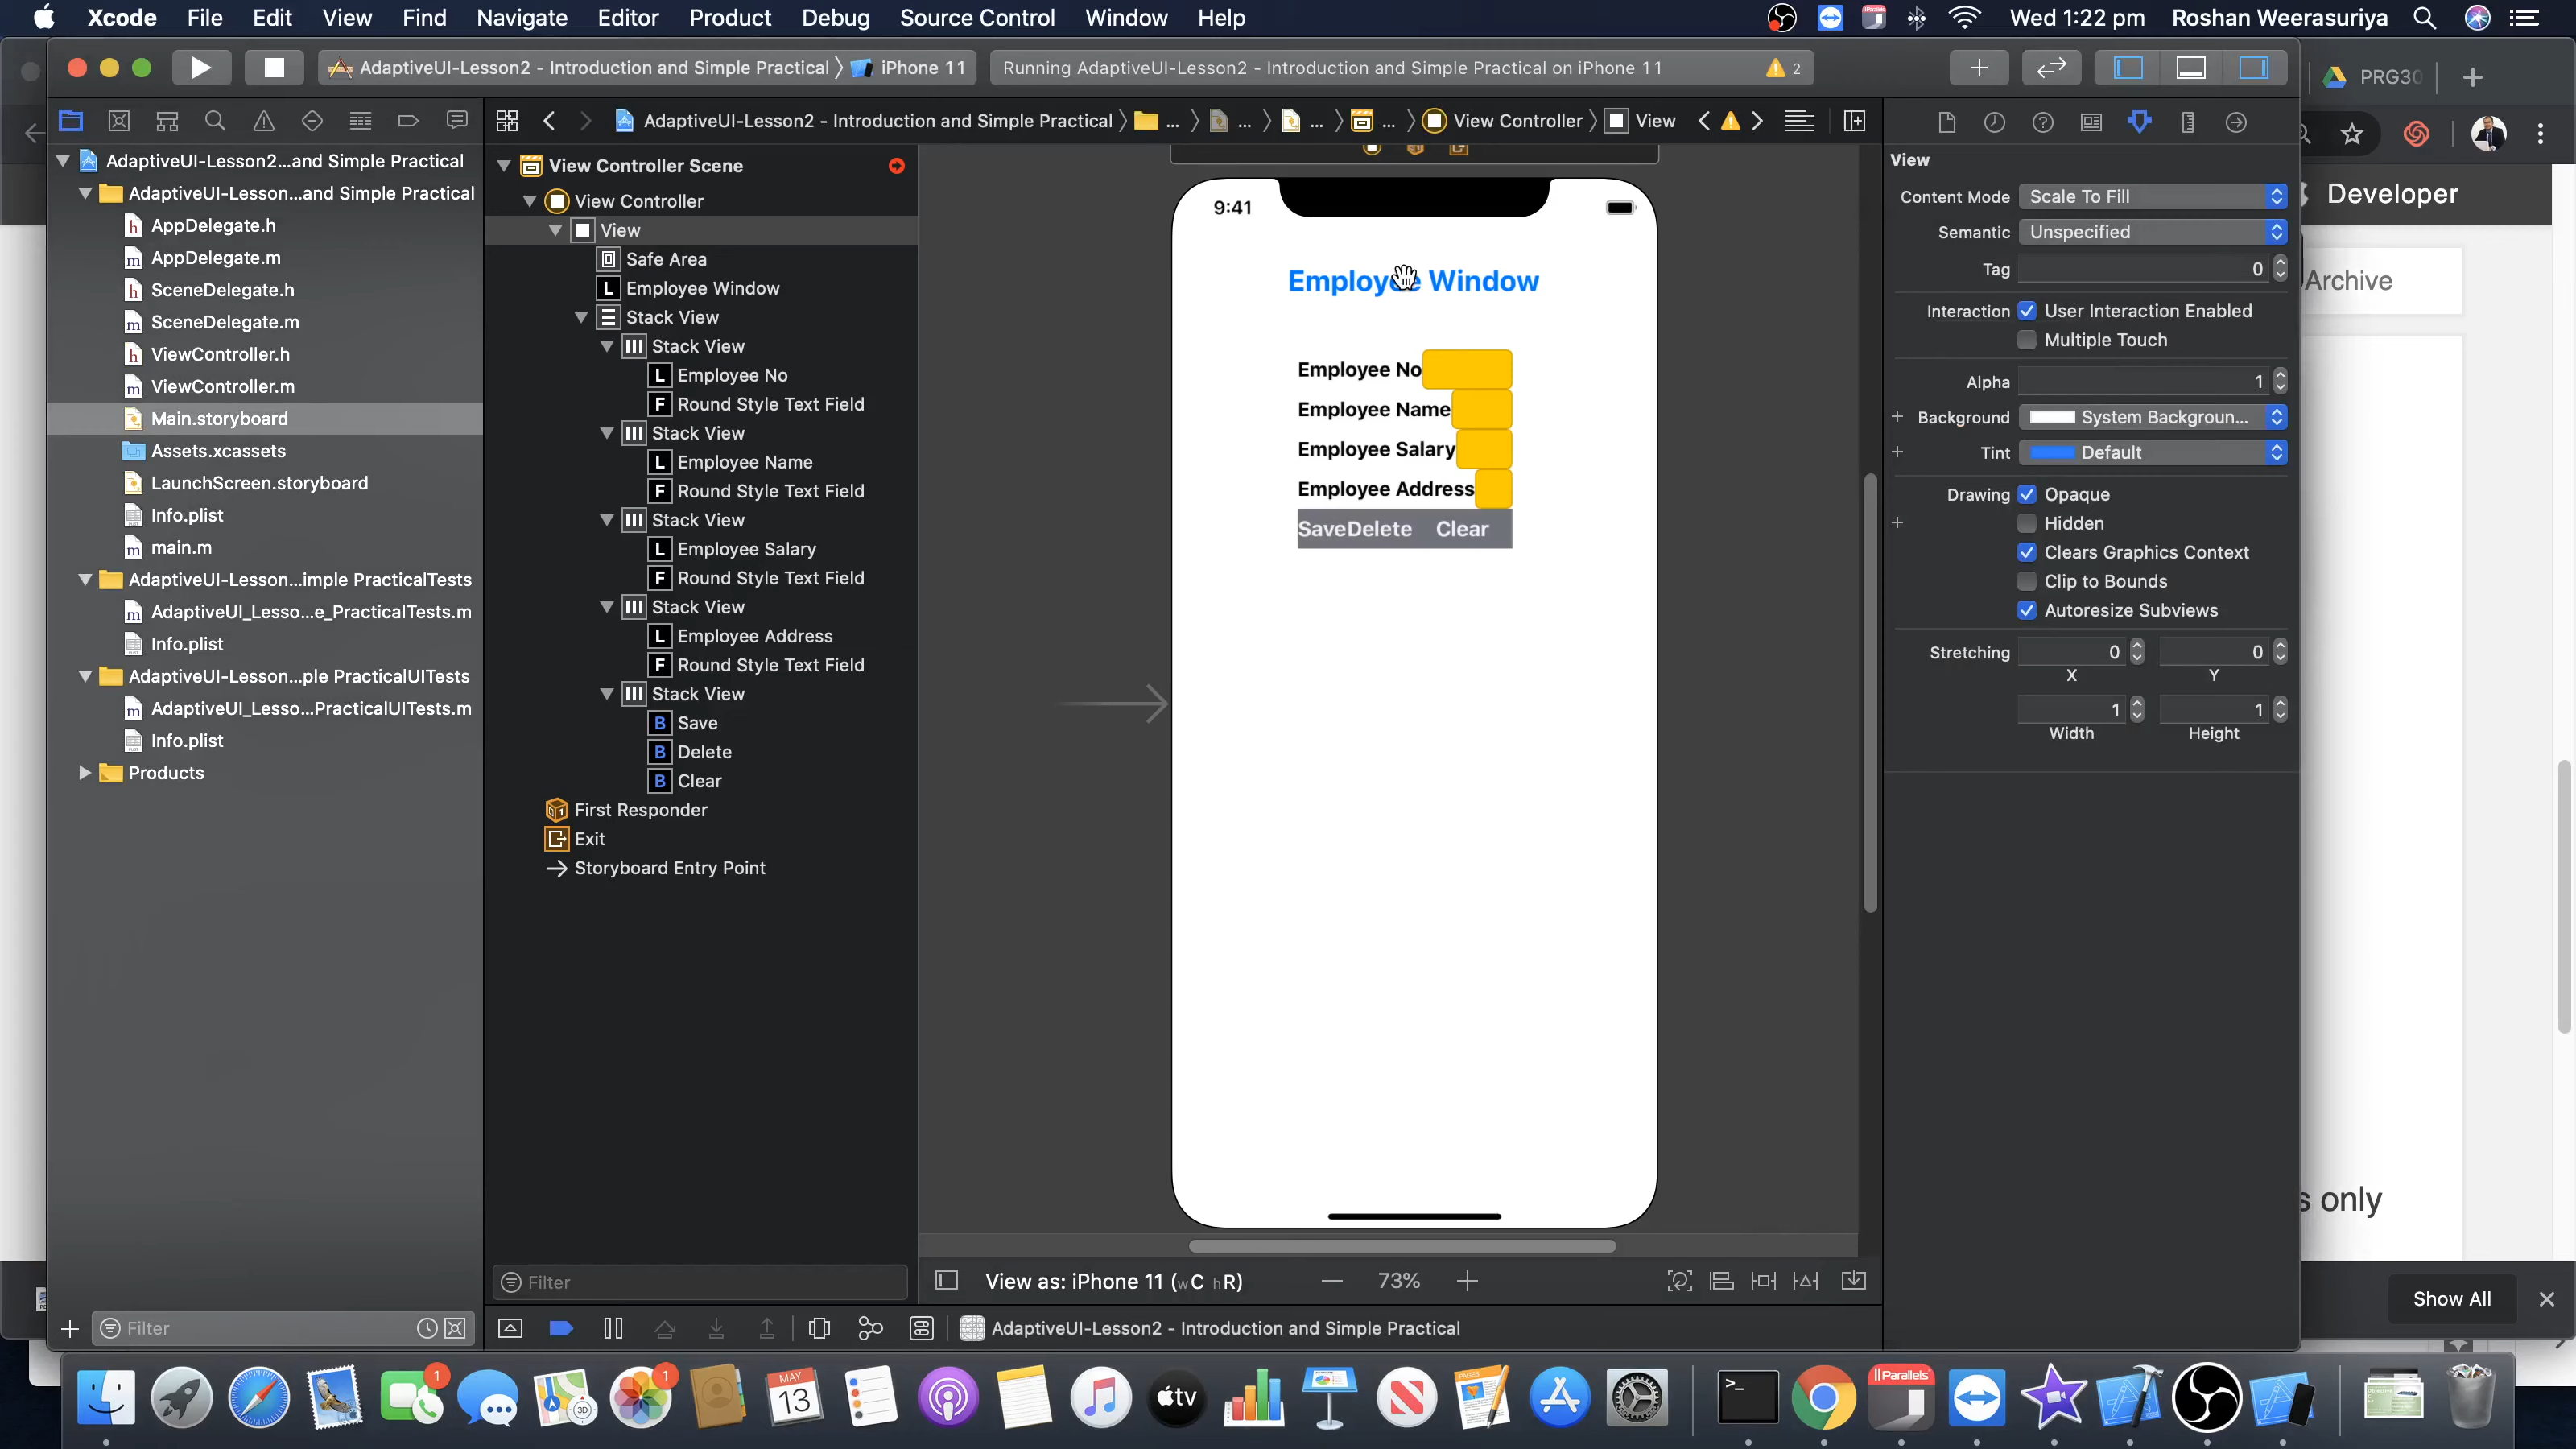 Xcode File Edit View Find Navigate Editor Product Debug Source Control Window Help Wed 1:22 pm Roshan Weerasuriya
AdaptiveUI-Lesson2 - Introduction and Simple Practical iPhone 11 Running AdaptiveUI-Lesson2 - Introduction and Simple Practical on iPhone 11 2
PRG30
AdaptiveUI-Lesson2 - Introduction and Simple Practical ... ... ... ... View Controller View
AdaptiveUI-Lesson2...and Simple Practical
AdaptiveUI-Lesson...and Simple Practical
AppDelegate.h
AppDelegate.m
SceneDelegate.h
SceneDelegate.m
ViewController.h
ViewController.m
Main.storyboard
Assets.xcassets
LaunchScreen.storyboard
Info.plist
main.m
AdaptiveUI-Lesson...imple PracticalTests
AdaptiveUI_Lesso...e_PracticalTests.m
Info.plist
AdaptiveUI-Lesson...ple PracticalUITests
AdaptiveUI_Lesso...PracticalUITests.m
Info.plist
Products
Filter
View Controller Scene
View Controller
View
Safe Area
L Employee Window
Stack View
Stack View
L Employee No
F Round Style Text Field
Stack View
L Employee Name
F Round Style Text Field
Stack View
L Employee Salary
F Round Style Text Field
Stack View
L Employee Address
F Round Style Text Field
Stack View
B Save
B Delete
B Clear
First Responder
Exit
Storyboard Entry Point
Filter
9:41
Employee Window
Employee No
Employee Name
Employee Salary
Employee Address
SaveDelete Clear
View as: iPhone 11 (wC hR) 73%
AdaptiveUI-Lesson2 - Introduction and Simple Practical
View
Content Mode Scale To Fill
Semantic Unspecified
Tag 0
Interaction User Interaction Enabled
Multiple Touch
Alpha 1
Background System Backgroun...
Tint Default
Drawing Opaque
Hidden
Clears Graphics Context
Clip to Bounds
Autoresize Subviews
Stretching 0 0
X Y
1 1
Width Height
Developer
Archive
s only
Show All
1
3D
1
MAY
13
tv
PAGES
Parallels